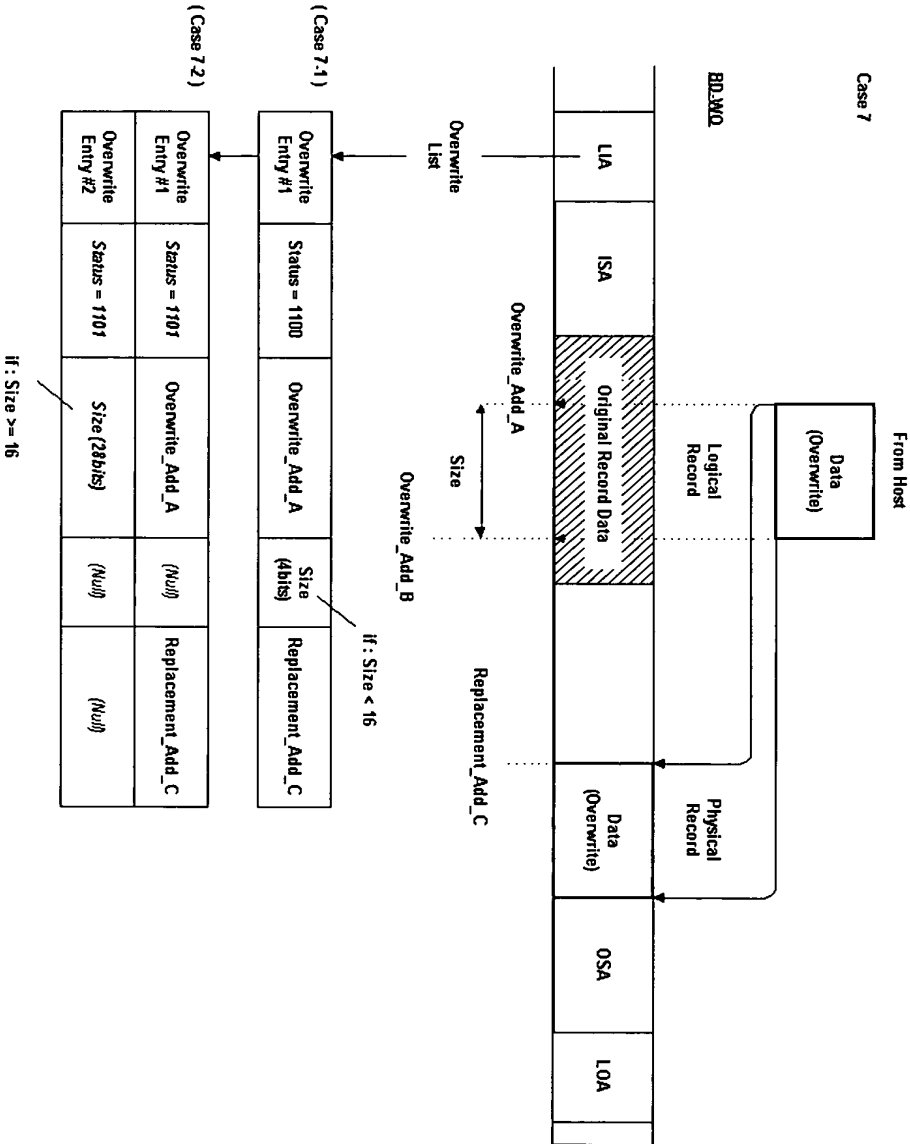 From Host
Case 7
Data
(Overwrite)
BD-WO
Logical
Record
Physical
Record
LIA
ISA
Original Record Data
Data
(Overwrite)
OSA
LOA
Overwrite_Add_A
Replacement_Add_C
Size
Overwrite
List
Overwrite_Add_B
if : Size < 16
( Case 7-1 )
Overwrite
Entry #1
Status = 1100
Overwrite_Add_A
Size
(4bits)
Replacement_Add_C
( Case 7-2 )
Overwrite
Entry #1
Status = 1101
Overwrite_Add_A
(Null)
Replacement_Add_C
Overwrite
Entry #2
Status = 1101
Size (28bits)
(Null)
(Null)
if : Size >= 16